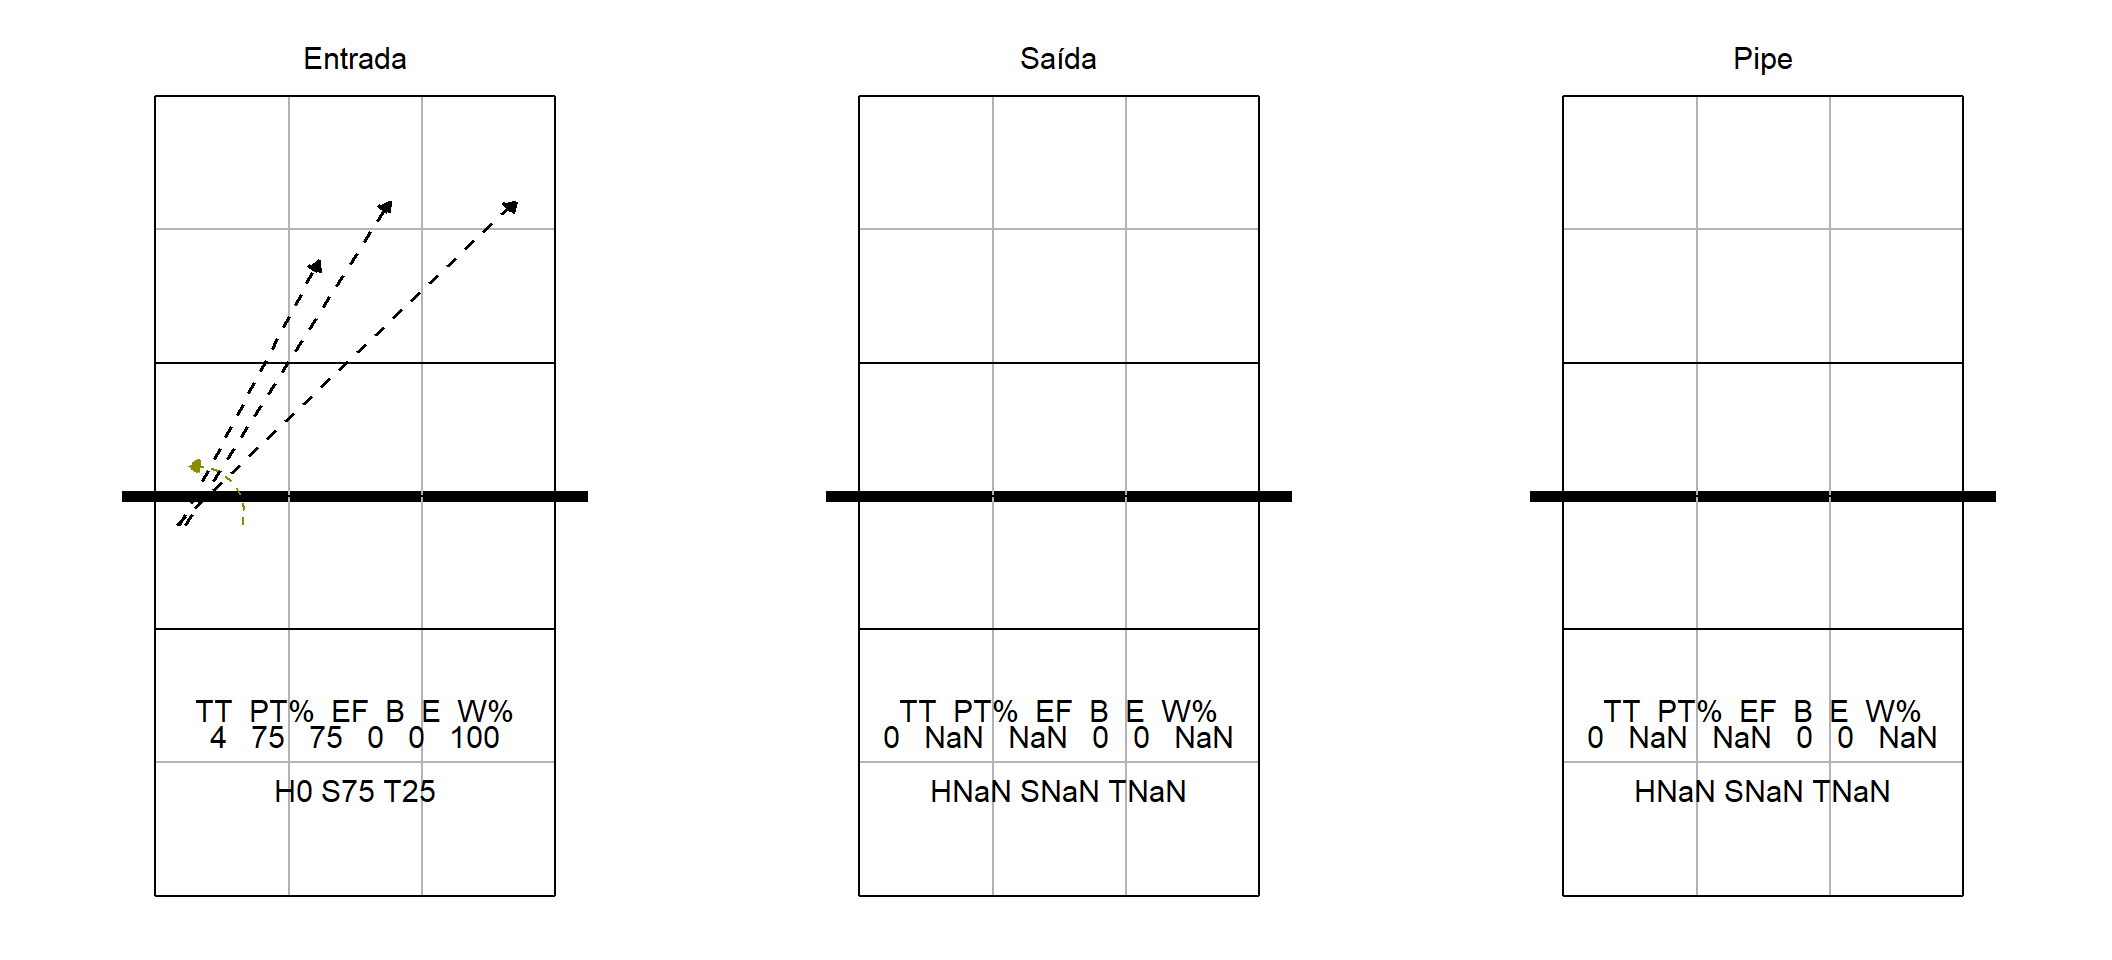 Entrada
TT PT% EF B E W%
4 75 75 0 0 100
H0 S75 T25
Saída
TT PT% EF B E W%
0 NaN NaN 0 0 NaN
HNaN SNaN TNaN
Pipe
TT PT% EF B E W%
0 NaN NaN 0 0 NaN
HNaN SNaN TNaN